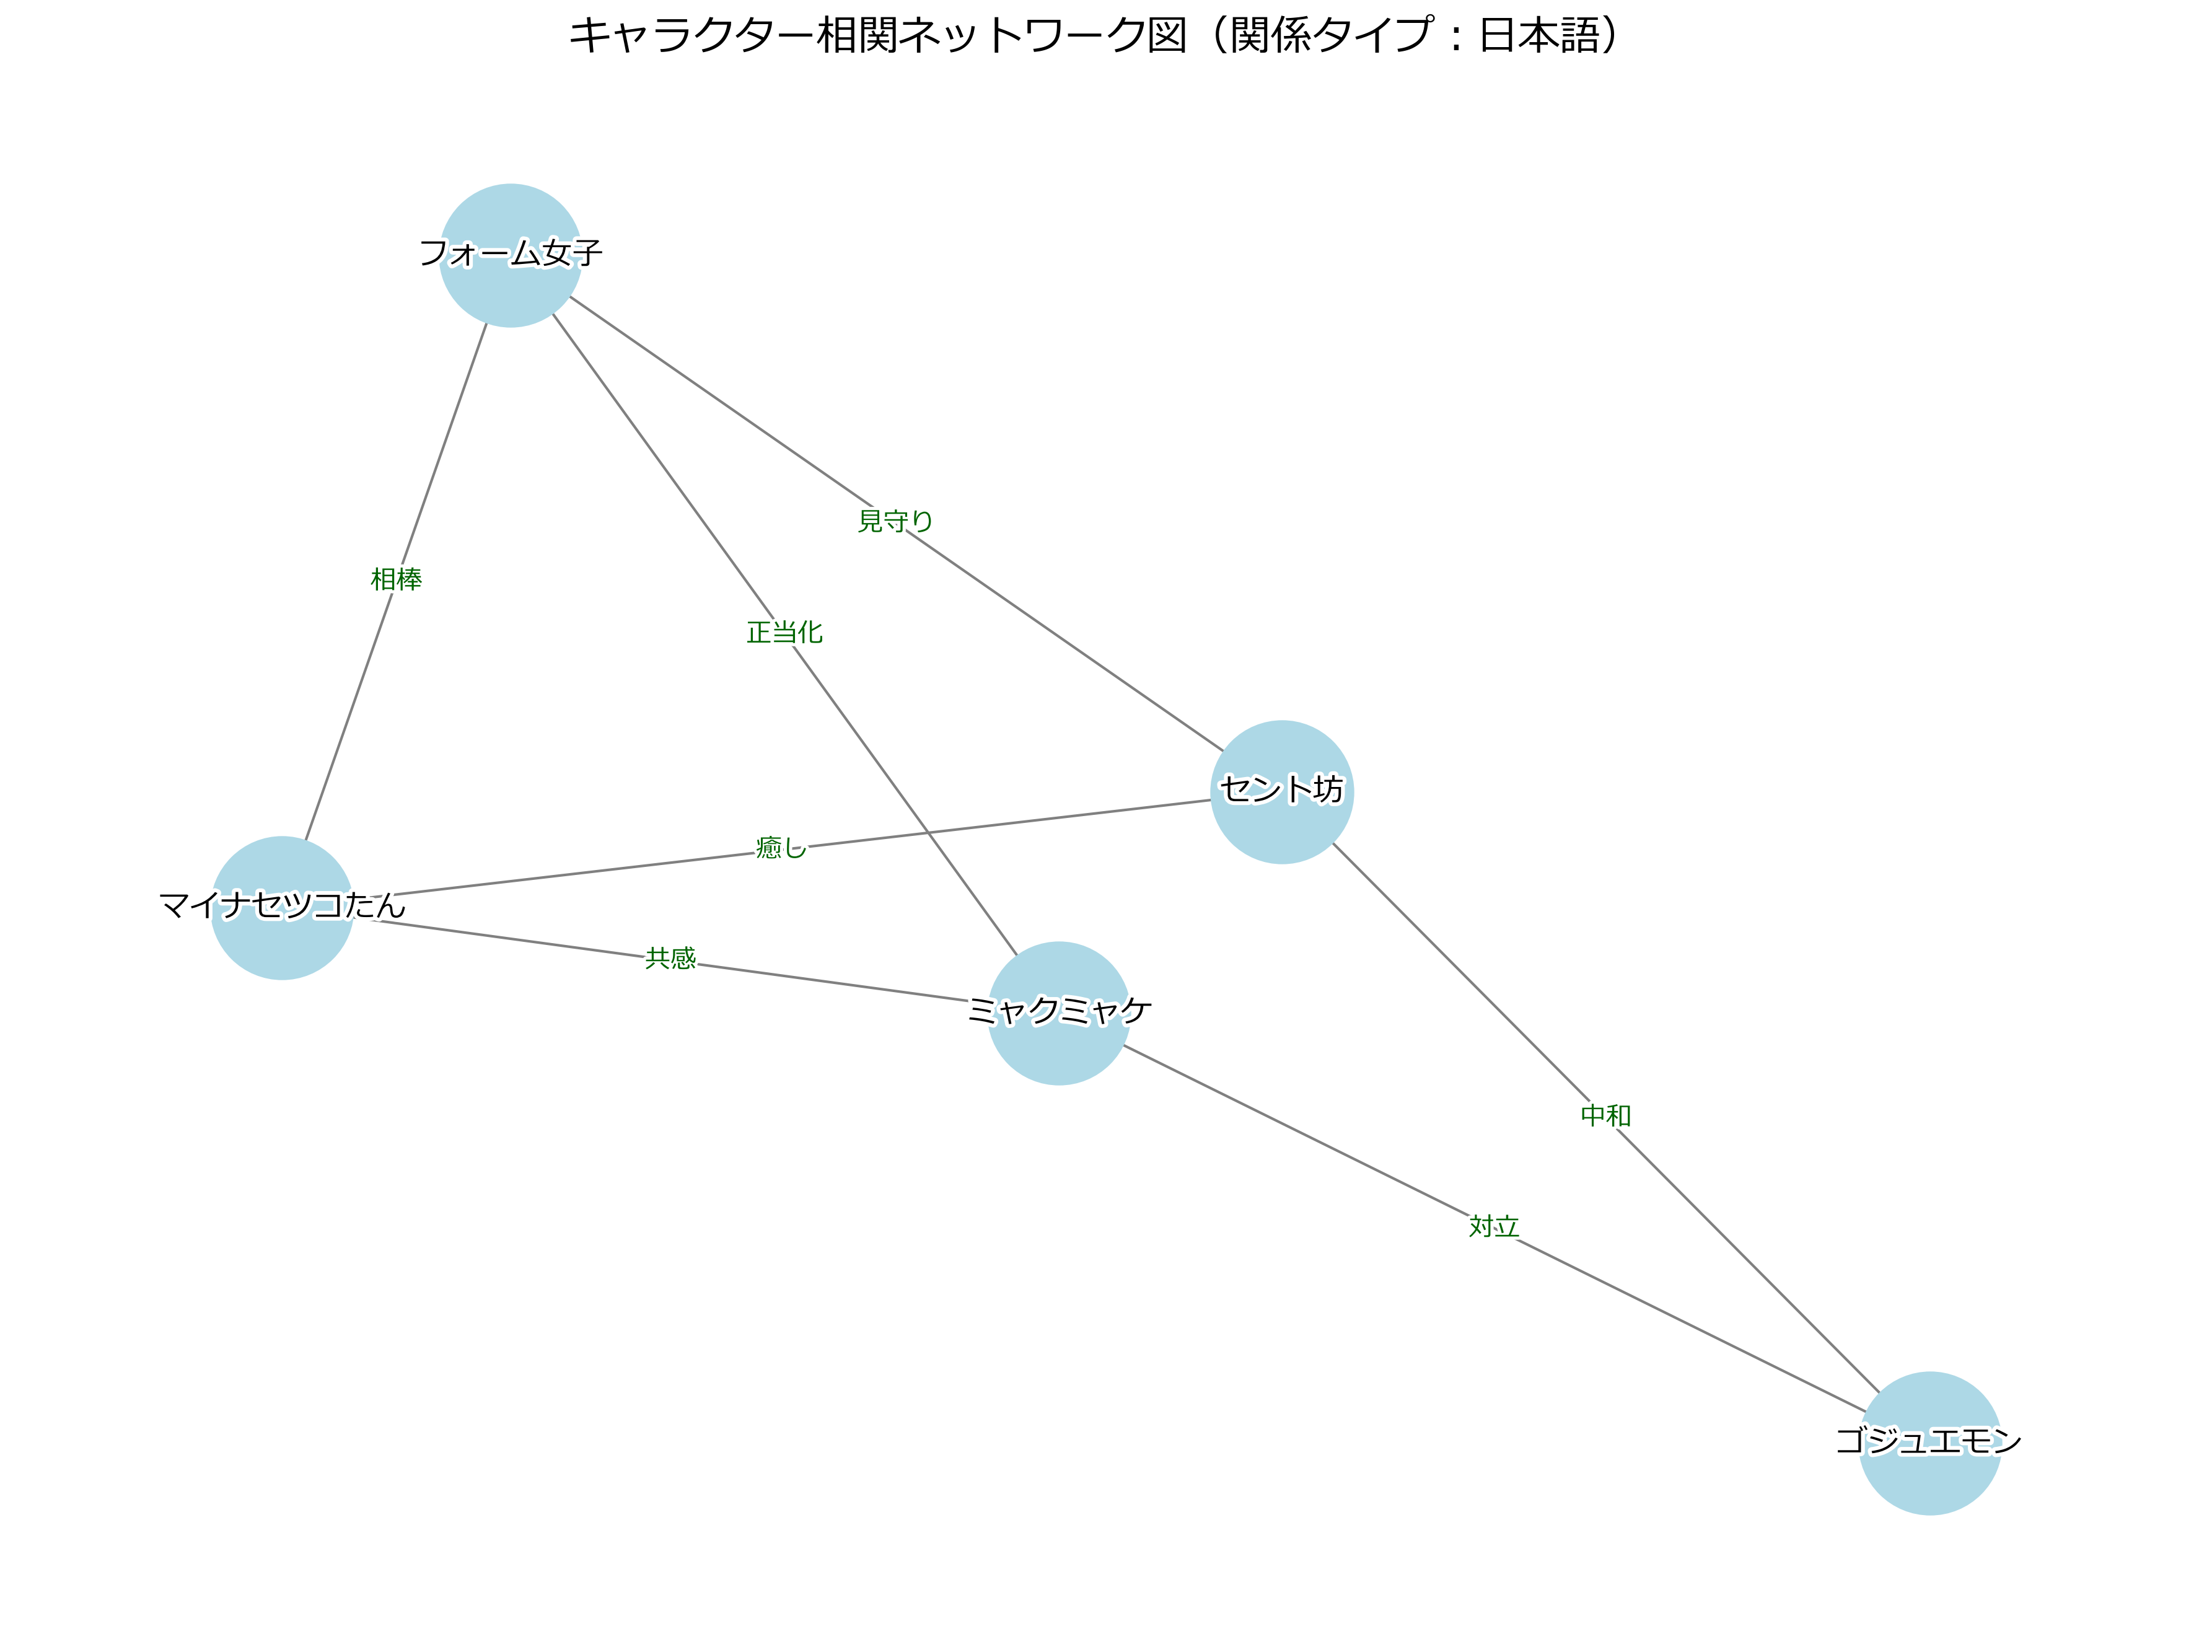 キャラクター相関ネットワーク図（関係タイプ：日本語）
フォーム女子
見守り
相棒
正当化
セント坊
癒し
マイナセツコたん
共感
ミャクミャケ
中和
対立
ゴジュエモン